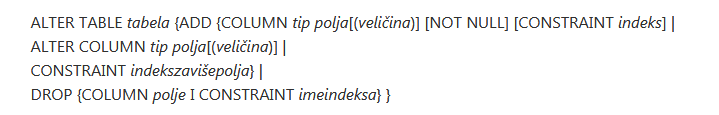 ALTER TABLE tabela {ADD {COLUMN tip polja[(veličina)] [NOT NULL] [CONSTRAINT indeks] |
ALTER COLUMN tip polja[(veličina)] |
CONSTRAINT indekszavišepolja} |
DROP {COLUMN polje I CONSTRAINT imeindeksa} }